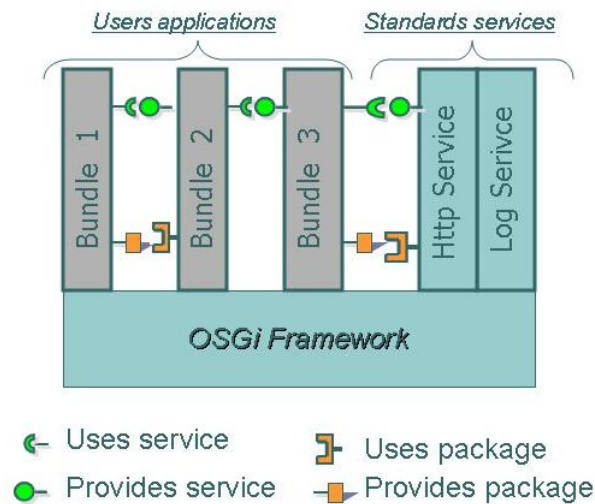 Users applications
Standards services
Bundle 1
Bundle 2
Bundle 3
Http Service
Log Serivce
OSGi Framework
Uses service
Uses package
Provides service
Provides package